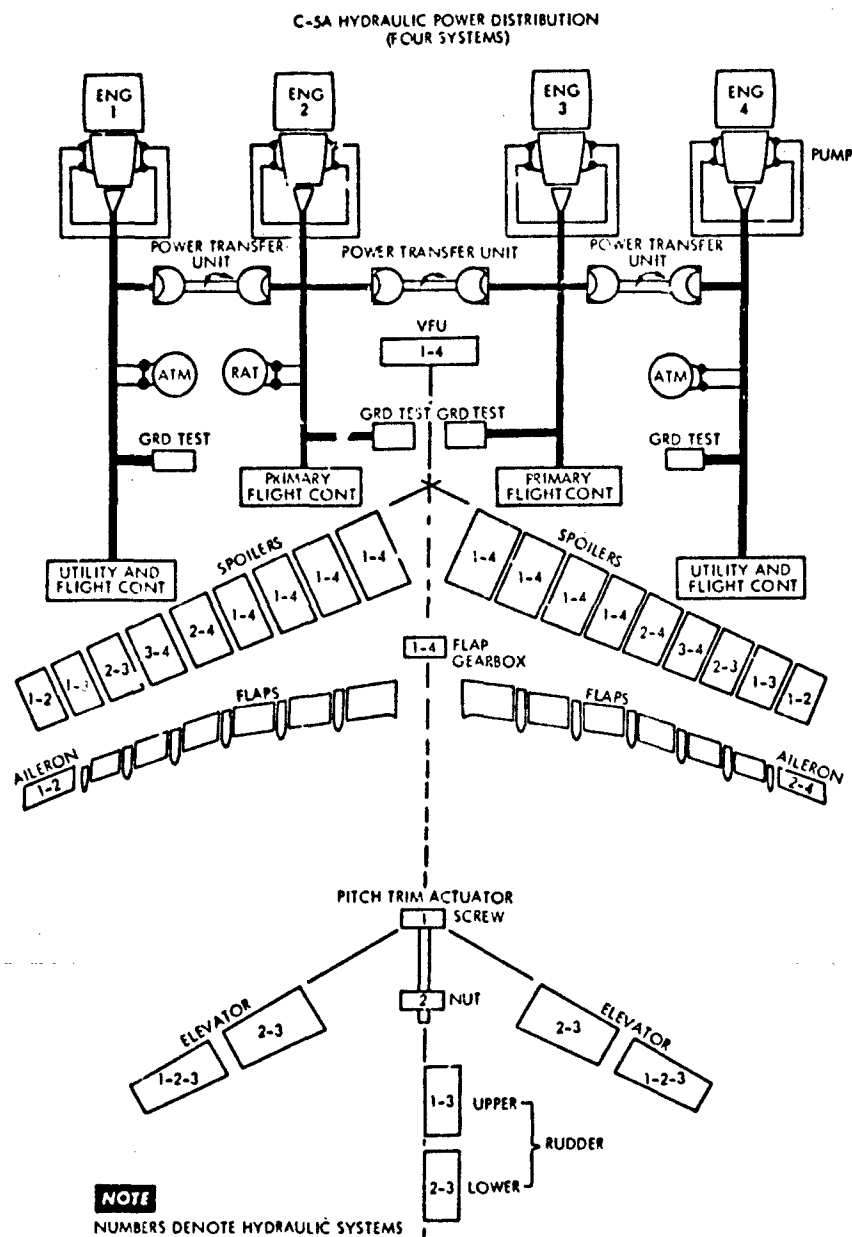 C-5A HYDRAULIC POWER DISTRIBUTION
(FOUR SYSTEMS)
ENG
1
ENG
2
ENG
3
ENG
4
PUMP
POWER TRANSFER
UNIT
POWER TRANSFER UNIT
POWER TRANSFER
UNIT
VFU
1-4
ATM
RAT
ATM
GRD TEST
GRD TEST
GRD TEST
GRD TEST
PRIMARY
FLIGHT CONT
PRIMARY
FLIGHT CONT
UTILITY AND
FLIGHT CONT
UTILITY AND
FLIGHT CONT
SPOILERS
SPOILERS
1-2
1-3
2-3
3-4
2-4
1-4
1-4
1-4
1-4
1-4
1-4
1-4
1-4
2-4
3-4
2-3
1-3
1-2
1-4
FLAP
GEARBOX
FLAPS
FLAPS
AILERON
1-2
AILERON
2-4
PITCH TRIM ACTUATOR
1
SCREW
2
NUT
ELEVATOR
2-3
1-2-3
ELEVATOR
2-3
1-2-3
1-3
UPPER
RUDDER
2-3
LOWER
NOTE
NUMBERS DENOTE HYDRAULIC SYSTEMS